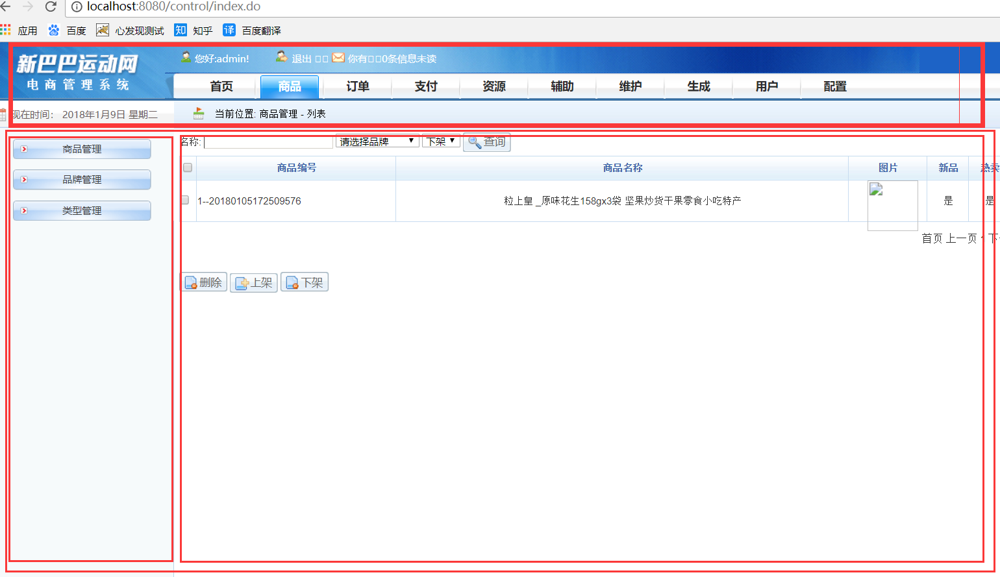 localhost:8080/control/index.do
应用 百度 心发现测试 知 知乎 译 百度翻译
新巴巴运动网
电商管理系统
您好:admin! 退出 你有 0条信息未读
首页 商品 订单 支付 资源 辅助 维护 生成 用户 配置
现在时间: 2018年1月9日 星期二 当前位置: 商品管理 - 列表
商品管理
品牌管理
类型管理
名称: 请选择品牌 下架 查询
商品编号 商品名称 图片 新品 热卖
1--20180105172509576 粒上皇 _原味花生158gx3袋 坚果炒货干果零食小吃特产 是 是
首页 上一页 下
删除 上架 下架